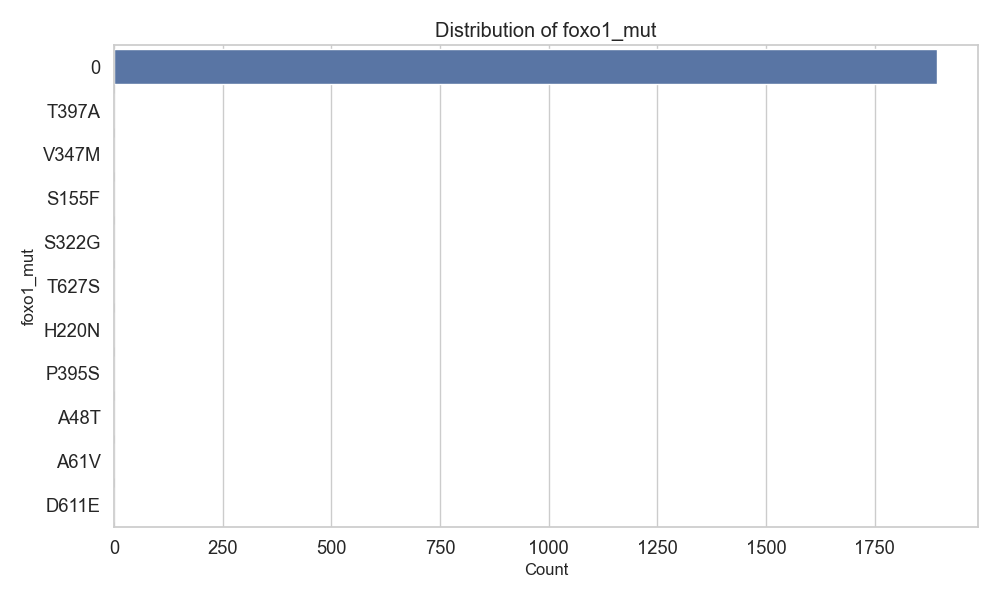 Distribution of foxo1_mut
foxo1_mut
0
T397A
V347M
S155F
S322G
T627S
H220N
P395S
A48T
A61V
D611E
0 250 500 750 1000 1250 1500 1750
Count